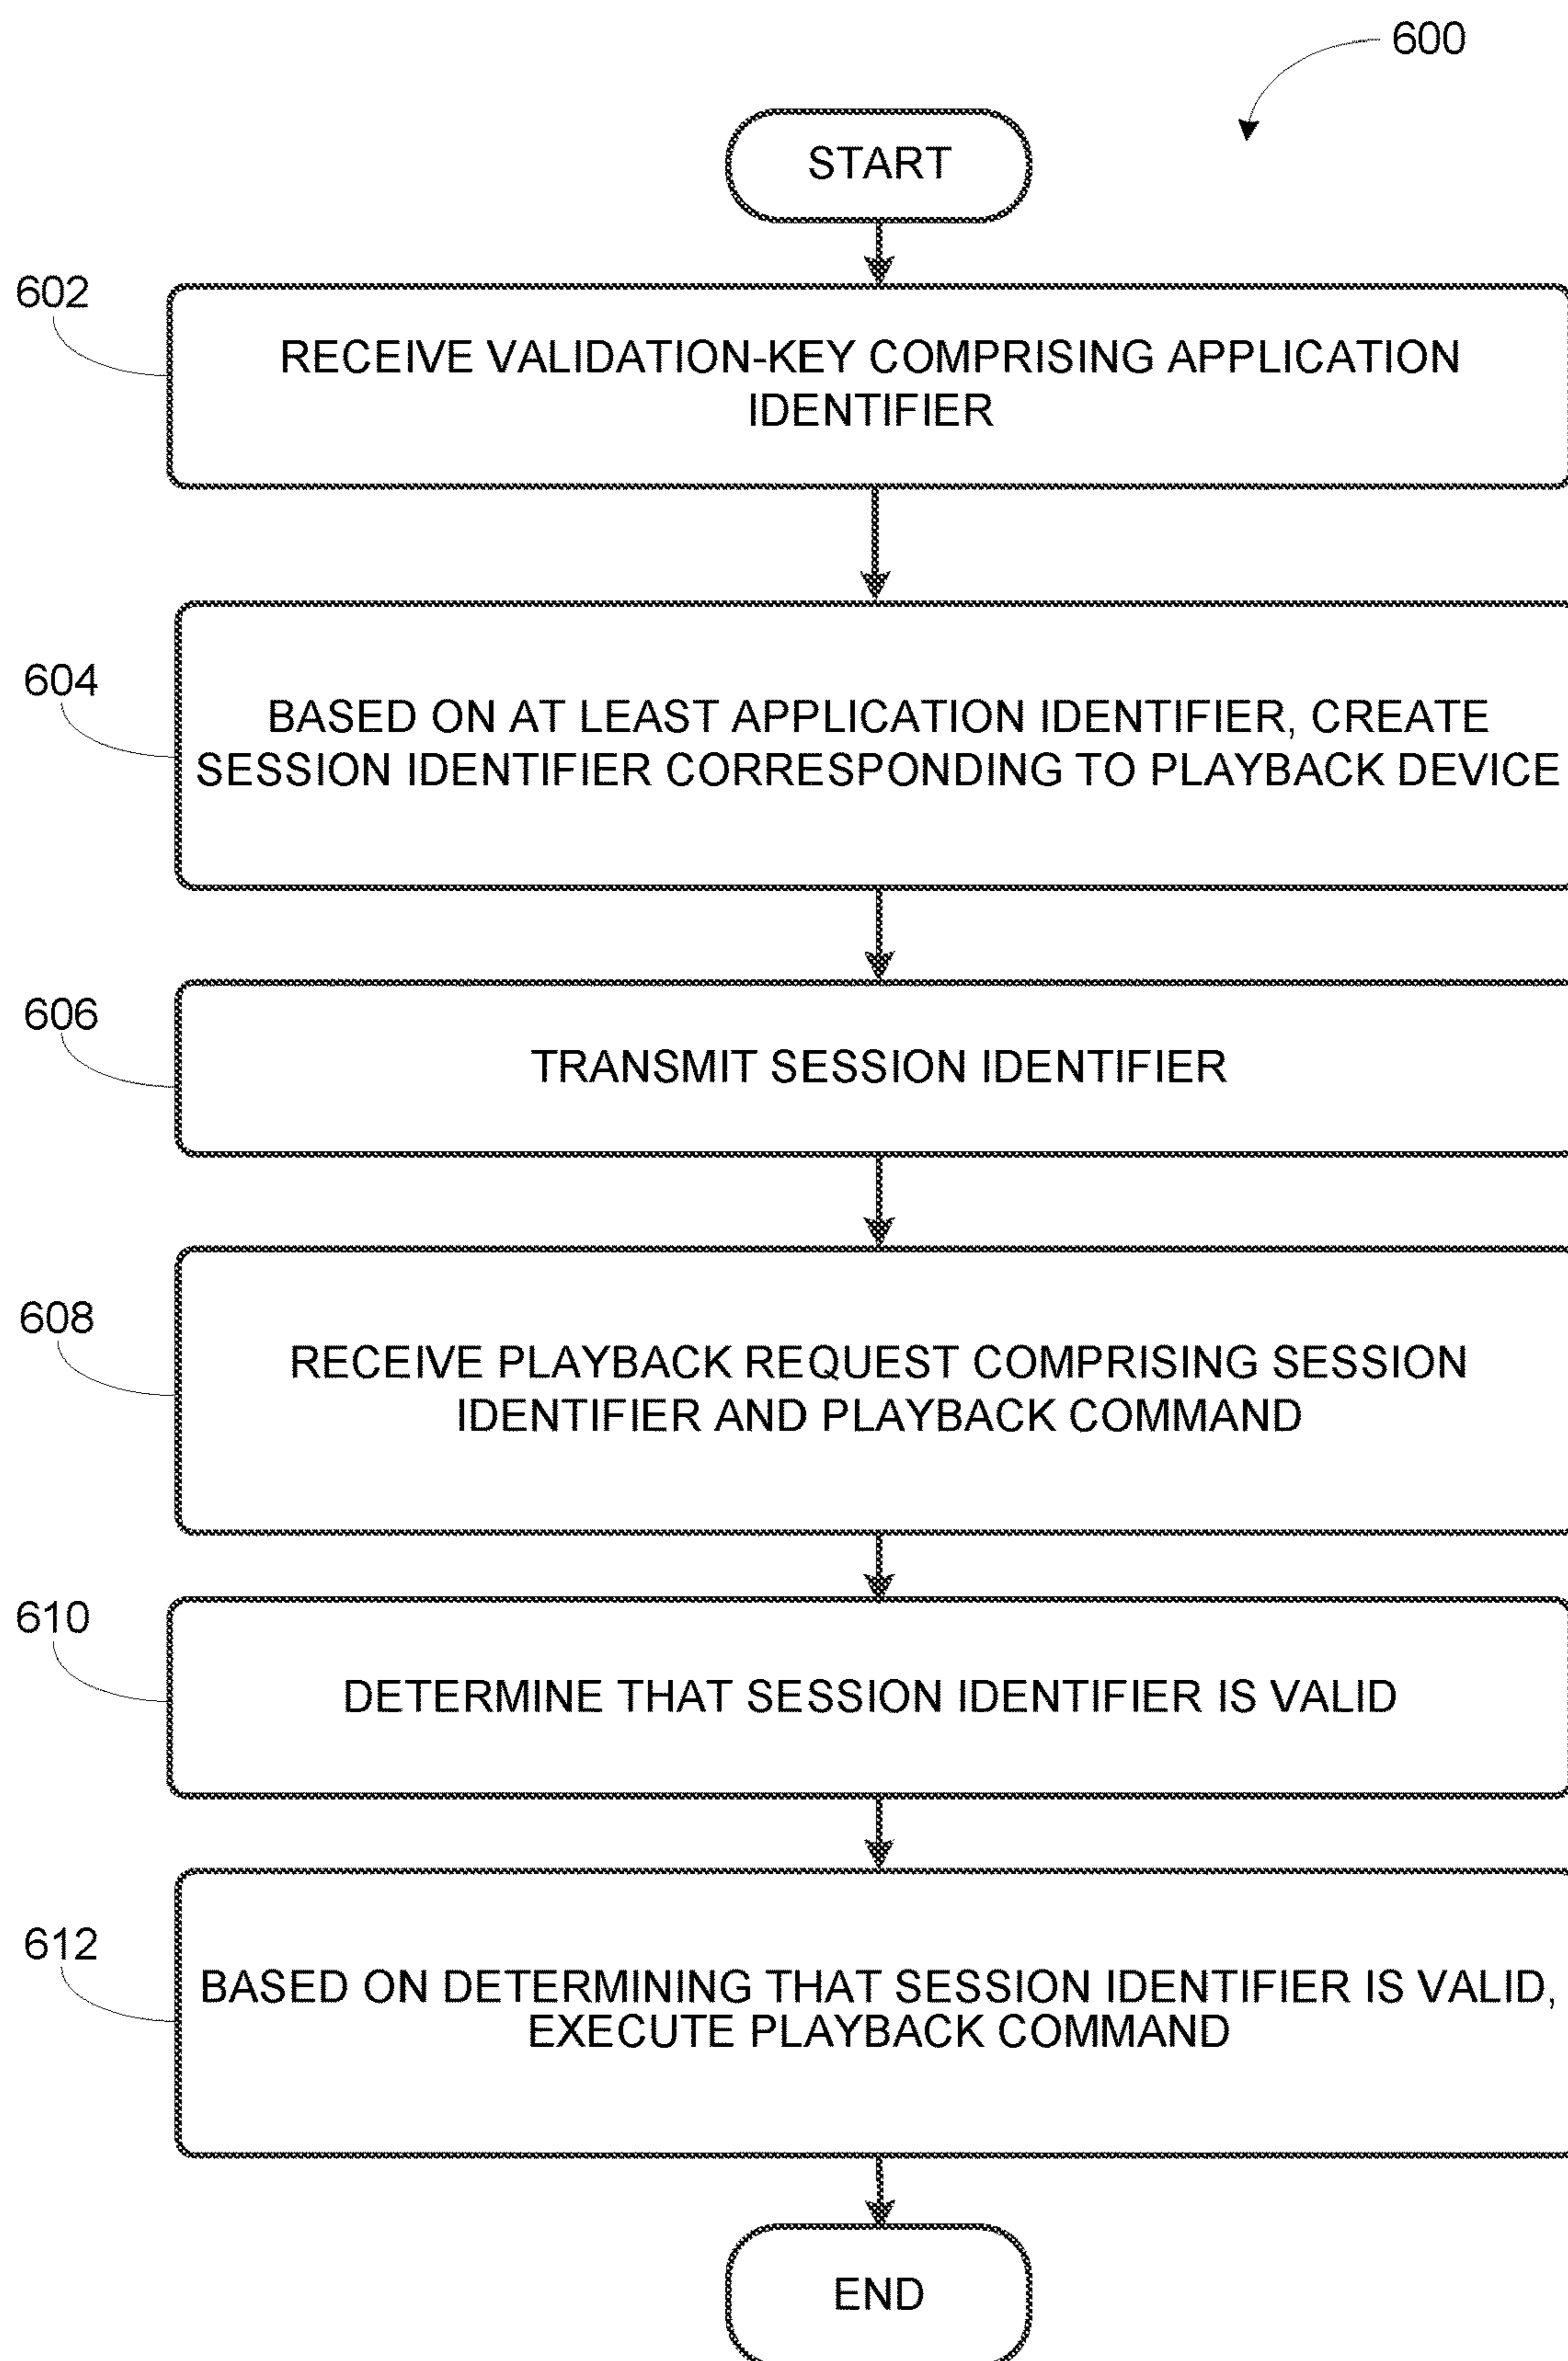 600
START
602
RECEIVE VALIDATION-KEY COMPRISING APPLICATION
IDENTIFIER
604
BASED ON AT LEAST APPLICATION IDENTIFIER, CREATE
SESSION IDENTIFIER CORRESPONDING TO PLAYBACK DEVICE
606
TRANSMIT SESSION IDENTIFIER
608
RECEIVE PLAYBACK REQUEST COMPRISING SESSION
IDENTIFIER AND PLAYBACK COMMAND
610
DETERMINE THAT SESSION IDENTIFIER IS VALID
612
BASED ON DETERMINING THAT SESSION IDENTIFIER IS VALID,
EXECUTE PLAYBACK COMMAND
END